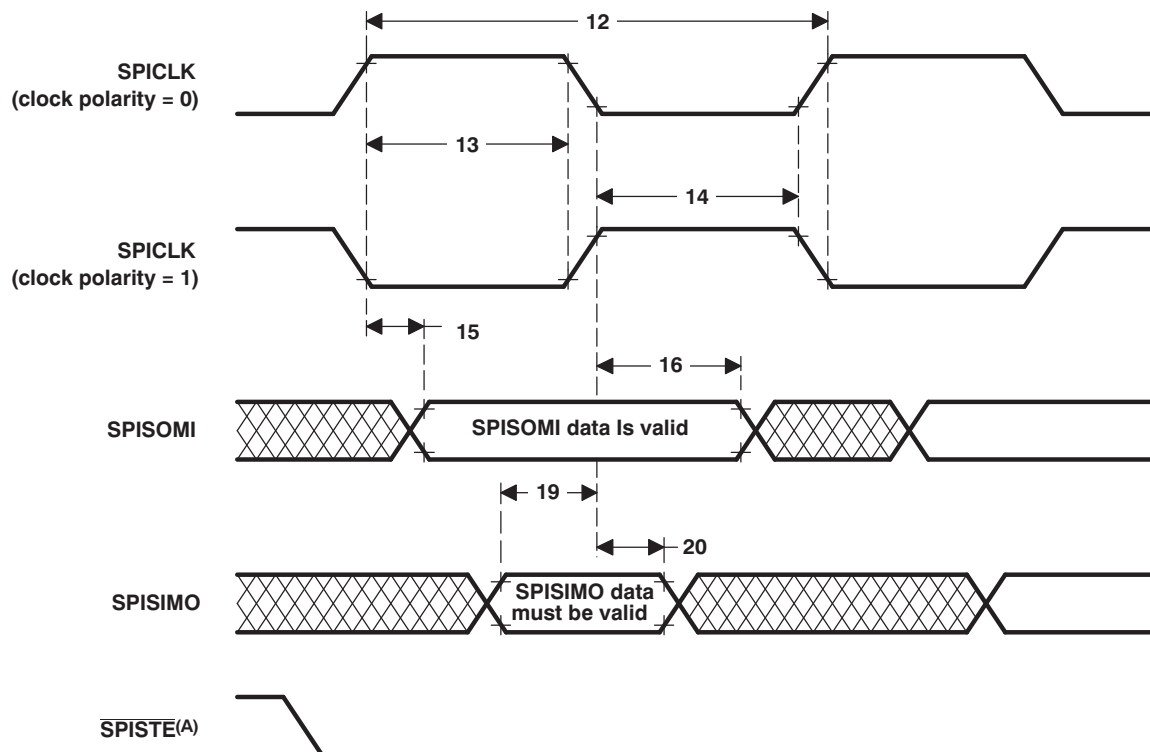 12
SPICLK
(clock polarity = 0)
13
14
SPICLK
(clock polarity = 1)
15
16
SPISOMI
SPISOMI data Is valid
19
20
SPISIMO
SPISIMO data
must be valid
SPISTE(A)